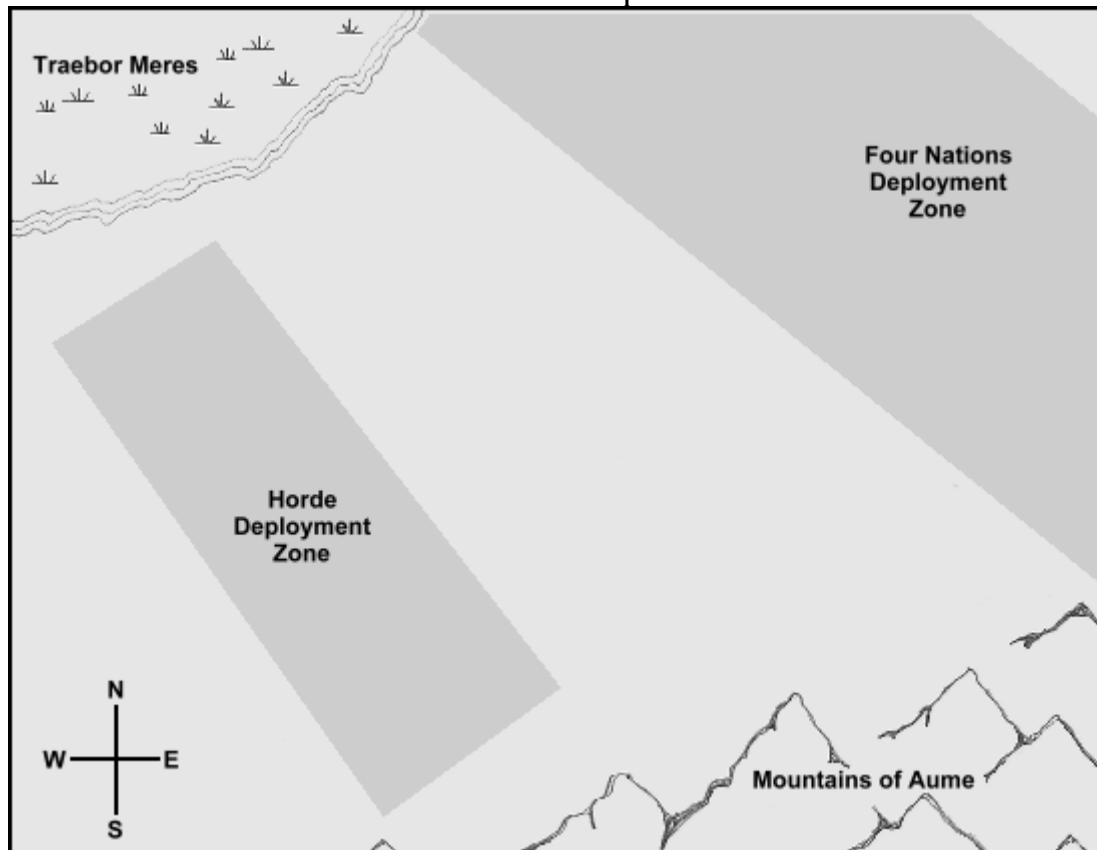 Traebor Meres
Four Nations
Deployment
Zone
Horde
Deployment
Zone
N
W E
S
Mountains of Aume